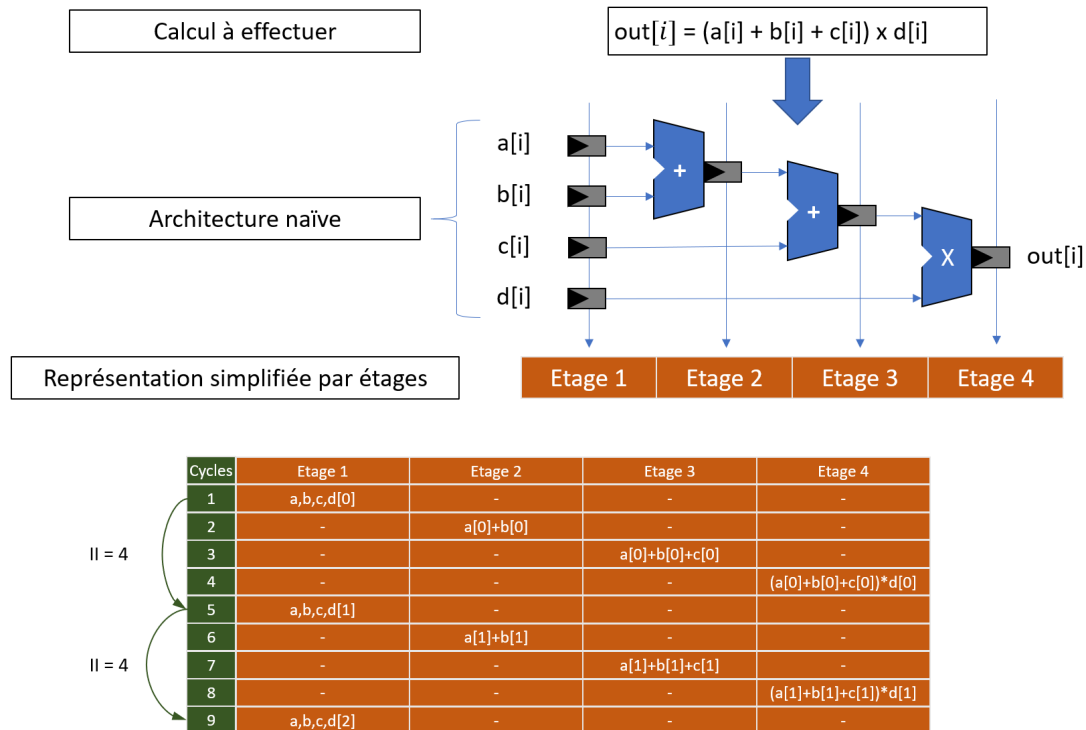 Calcul à effectuer
out[i] = (a[i] + b[i] + c[i]) x d[i]
a[i]
b[i]
c[i]
d[i]
+
+
X
out[i]
Architecture naïve
Représentation simplifiée par étages
Etage 1 Etage 2 Etage 3 Etage 4
Cycles Etage 1 Etage 2 Etage 3 Etage 4
1 a,b,c,d[0] - - -
2 - a[0]+b[0] - -
3 - - a[0]+b[0]+c[0] -
4 - - - (a[0]+b[0]+c[0])*d[0]
5 a,b,c,d[1] - - -
6 - a[1]+b[1] - -
7 - - a[1]+b[1]+c[1] -
8 - - - (a[1]+b[1]+c[1])*d[1]
9 a,b,c,d[2] - - -
II = 4
II = 4